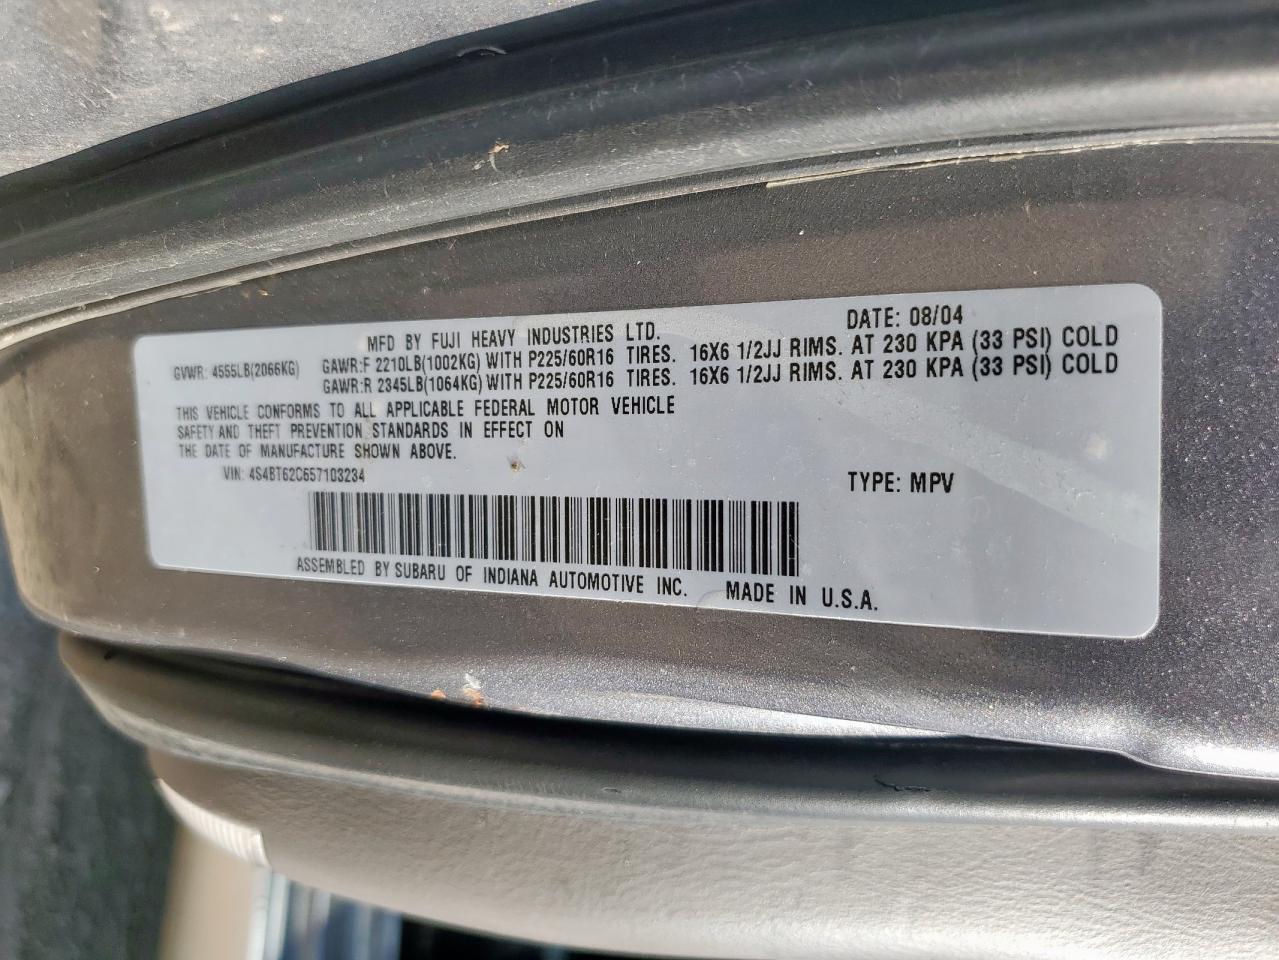 MFD BY FUJI HEAVY INDUSTRIES LTD. DATE: 08/04
GVWR: 4555LB(2066KG) GAWR:F 2210LB(1002KG) WITH P225/60R16 TIRES. 16X6 1/2JJ RIMS. AT 230 KPA (33 PSI) COLD
GAWR:R 2345LB(1064KG) WITH P225/60R16 TIRES. 16X6 1/2JJ RIMS. AT 230 KPA (33 PSI) COLD
THIS VEHICLE CONFORMS TO ALL APPLICABLE FEDERAL MOTOR VEHICLE
SAFETY AND THEFT PREVENTION STANDARDS IN EFFECT ON
THE DATE OF MANUFACTURE SHOWN ABOVE.
VIN: 4S4BT62C657103234 TYPE: MPV
ASSEMBLED BY SUBARU OF INDIANA AUTOMOTIVE INC. MADE IN U.S.A.